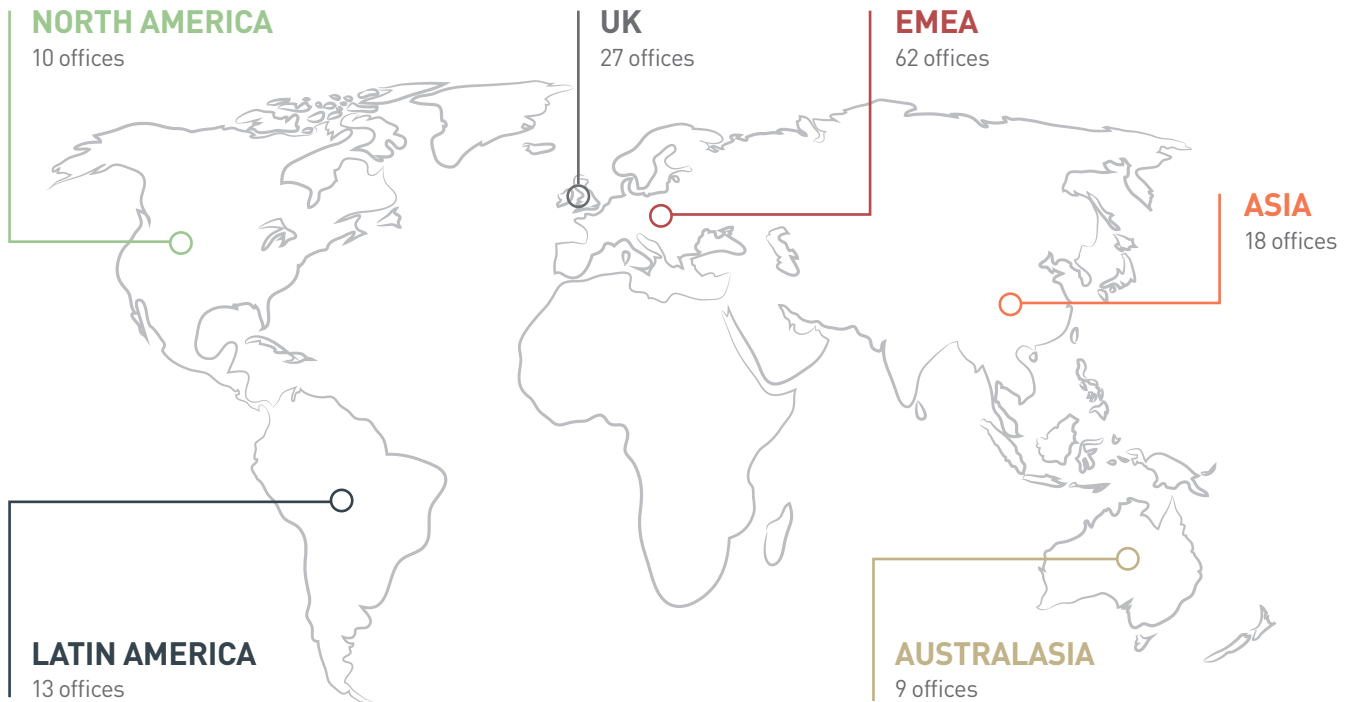 NORTH AMERICA
10 offices
UK
27 offices
EMEA
62 offices
ASIA
18 offices
LATIN AMERICA
13 offices
AUSTRALASIA
9 offices